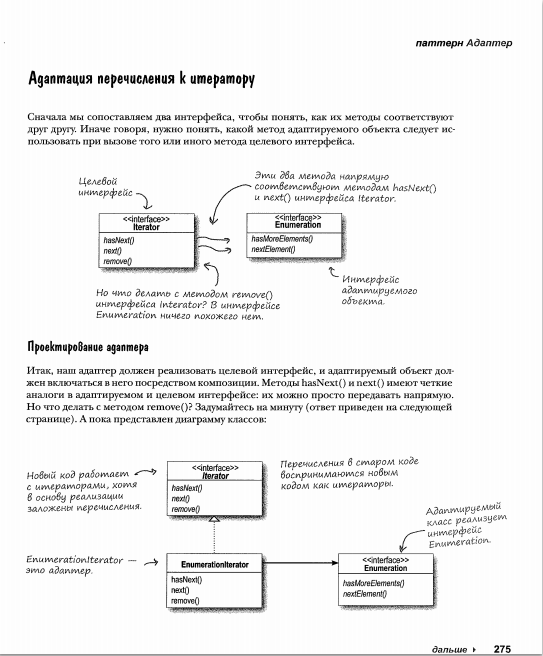 паттерн Адаптер
Адаптация перечисления к итератору
Сначала мы сопоставляем два интерфейса, чтобы понять, как их методы соответствуют
друг другу. Иначе говоря, нужно понять, какой метод адаптируемого объекта следует ис-
пользовать при вызове того или иного метода целевого интерфейса.
Целевой
интерфейс
Эти два метода напрямую
соответствуют методам hasNext()
и next() интерфейса Iterator.
<<interface>>
Iterator
hasNext()
next()
remove()
<<interface>>
Enumeration
hasMoreElements()
nextElement()
Но что делать с методом remove()
интерфейса Interator? В интерфейсе
Enumeration ничего похожего нет.
Интерфейс
адаптируемого
объекта.
Проектирование адаптера
Итак, наш адаптер должен реализовать целевой интерфейс, и адаптируемый объект дол-
жен включаться в него посредством композиции. Методы hasNext() и next() имеют четкие
аналоги в адаптируемом и целевом интерфейсе: их можно просто передавать напрямую.
Но что делать с методом remove()? Задумайтесь на минуту (ответ приведен на следующей
странице). А пока представлен диаграмму классов:
Новый код работает
с итераторами, хотя
в основу реализации
заложены перечисления.
<<interface>>
Iterator
hasNext()
next()
remove()
Перечисления в старом коде
воспринимаются новым
кодом как итераторы.
Адаптируемый
класс реализует
интерфейс
Enumeration.
EnumerationIterator —
это адаптер.
EnumerationIterator
hasNext()
next()
remove()
<<interface>>
Enumeration
hasMoreElements()
nextElement()
дальше
275